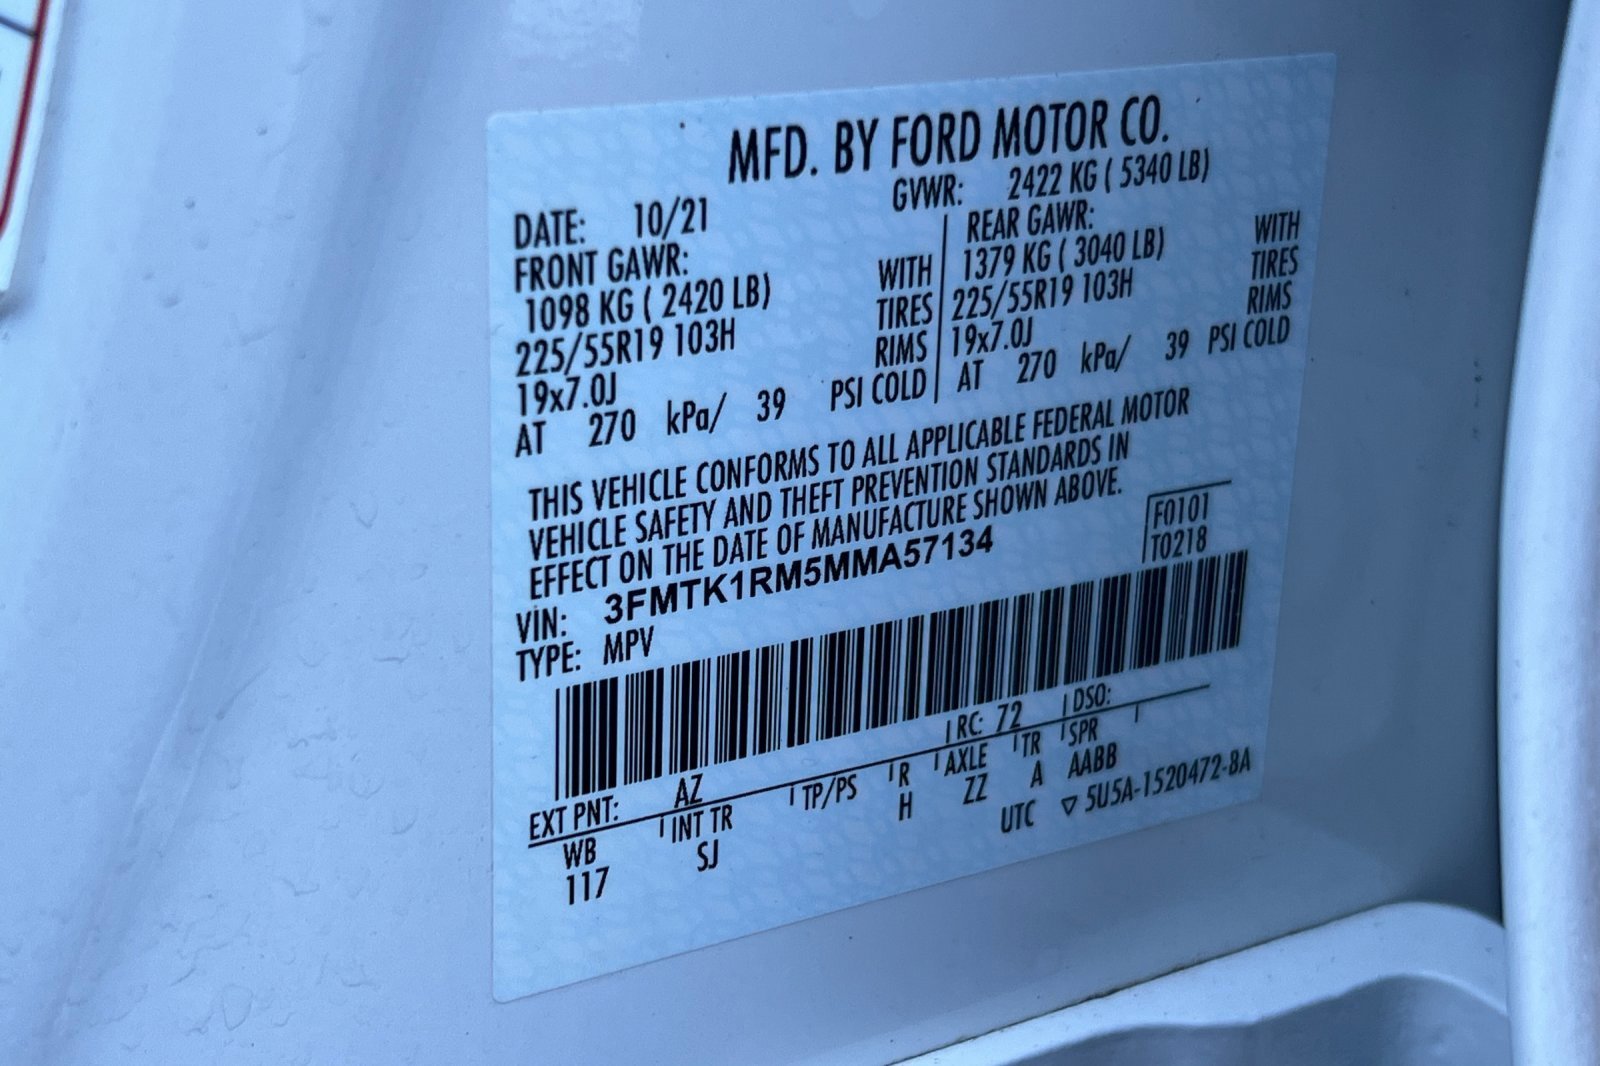 MFD. BY FORD MOTOR CO.
DATE: 10/21 GVWR: 2422 KG ( 5340 LB)
FRONT GAWR: REAR GAWR:
1098 KG ( 2420 LB) WITH 1379 KG ( 3040 LB) WITH
225/55R19 103H TIRES 225/55R19 103H TIRES
19x7.0J RIMS 19x7.0J RIMS
AT 270 kPa/ 39 PSI COLD AT 270 kPa/ 39 PSI COLD
THIS VEHICLE CONFORMS TO ALL APPLICABLE FEDERAL MOTOR
VEHICLE SAFETY AND THEFT PREVENTION STANDARDS IN
EFFECT ON THE DATE OF MANUFACTURE SHOWN ABOVE.
F0101
VIN: 3FMTK1RM5MMA57134 T0218
TYPE: MPV
EXT PNT: AZ RC: 72 DSO:
WB INT TR TP/PS R AXLE TR SPR
117 SJ H ZZ A AABB
UTC ▽ 5U5A-1520472-8A